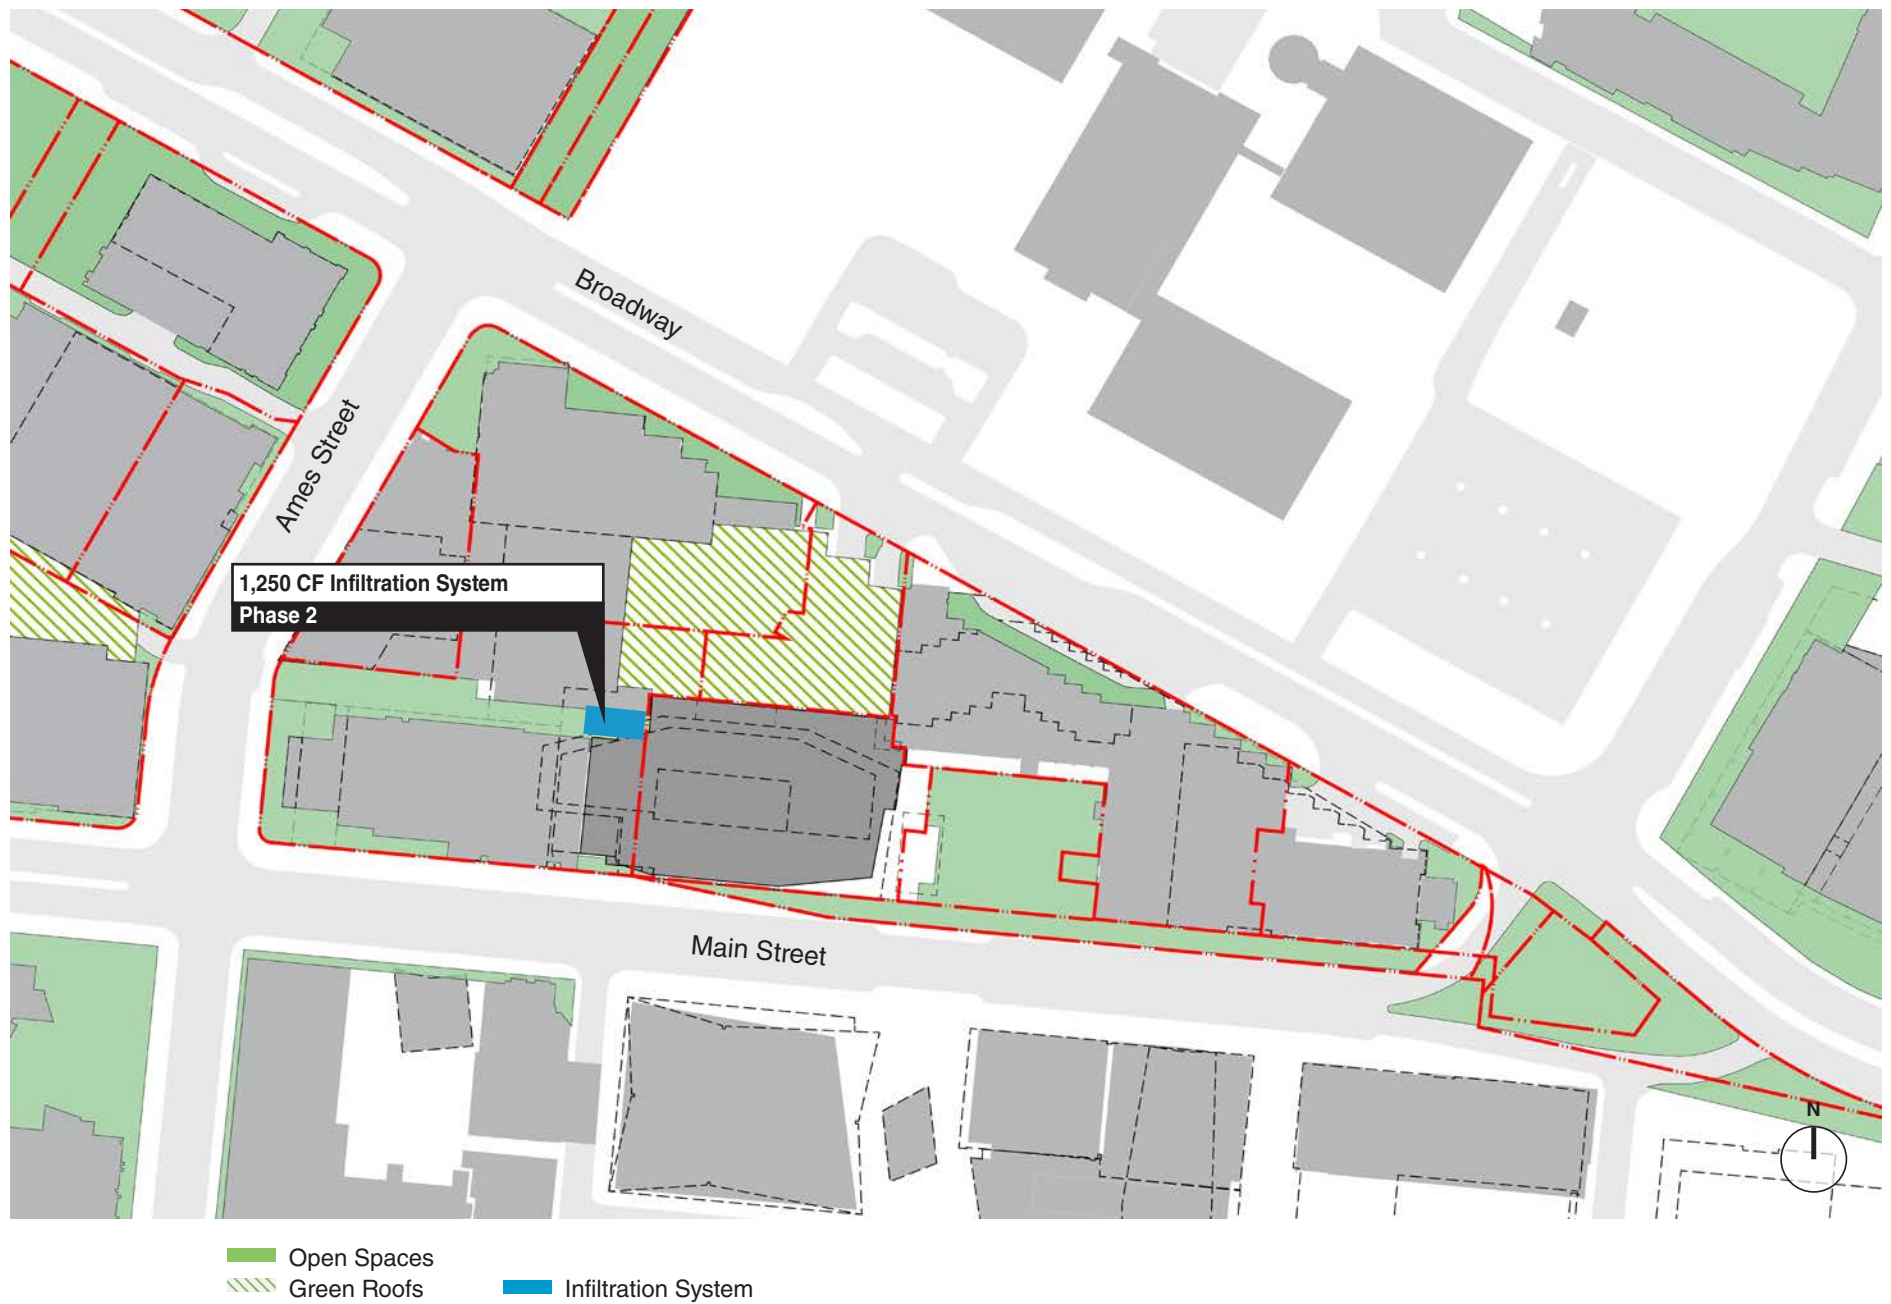 Broadway
Ames Street
1,250 CF Infiltration System
Phase 2
Main Street
N
Open Spaces
Green Roofs
Infiltration System